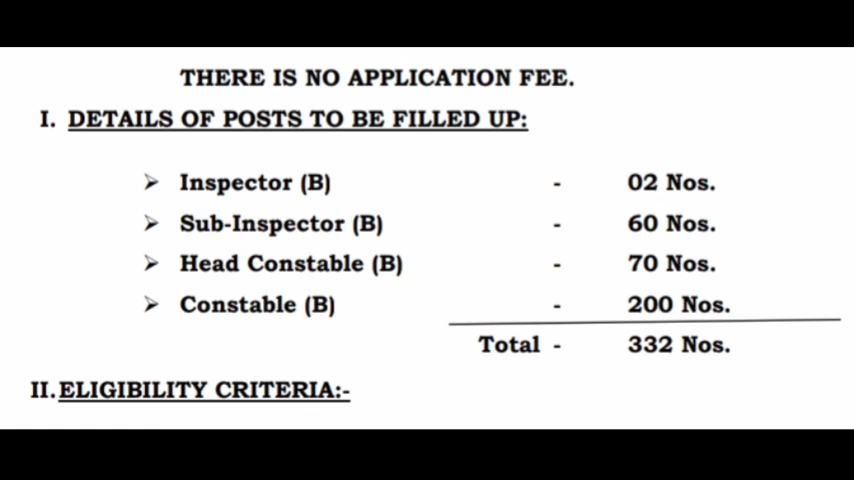 THERE IS NO APPLICATION FEE.
I. DETAILS OF POSTS TO BE FILLED UP:
➢ Inspector (B) - 02 Nos.
➢ Sub-Inspector (B) - 60 Nos.
➢ Head Constable (B) - 70 Nos.
➢ Constable (B) - 200 Nos.
Total - 332 Nos.
II. ELIGIBILITY CRITERIA:-